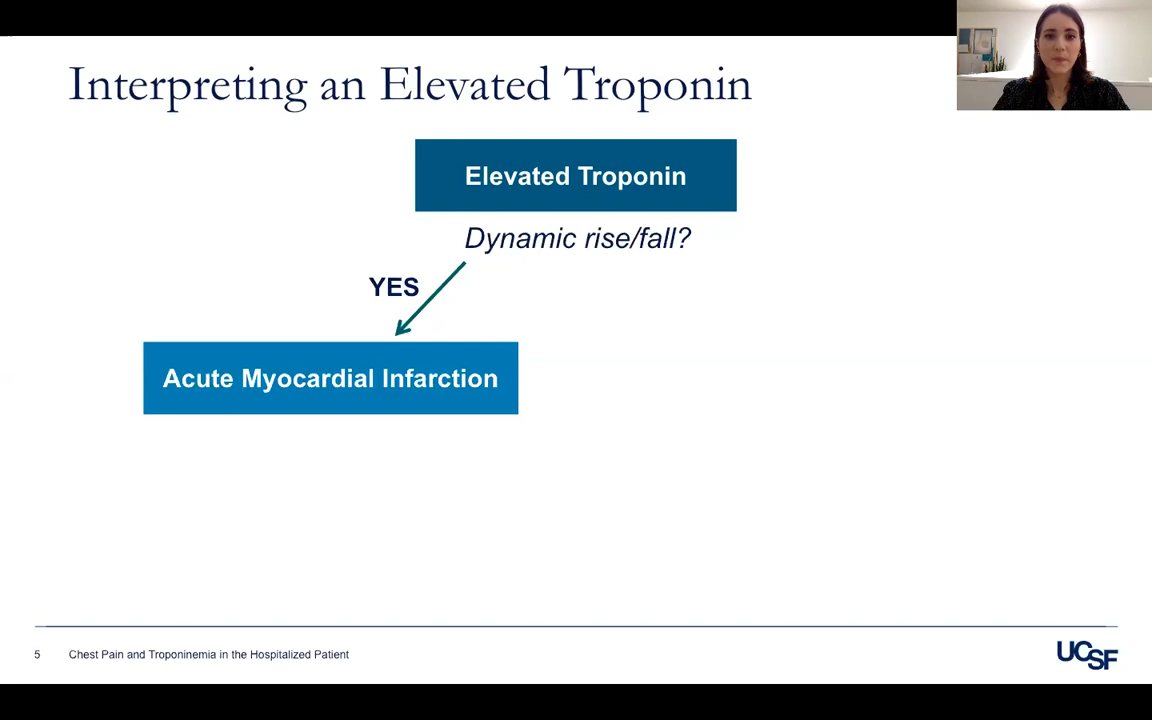 Interpreting an Elevated Troponin
Elevated Troponin
Dynamic rise/fall?
YES
Acute Myocardial Infarction
5 Chest Pain and Troponinemia in the Hospitalized Patient
UCSF